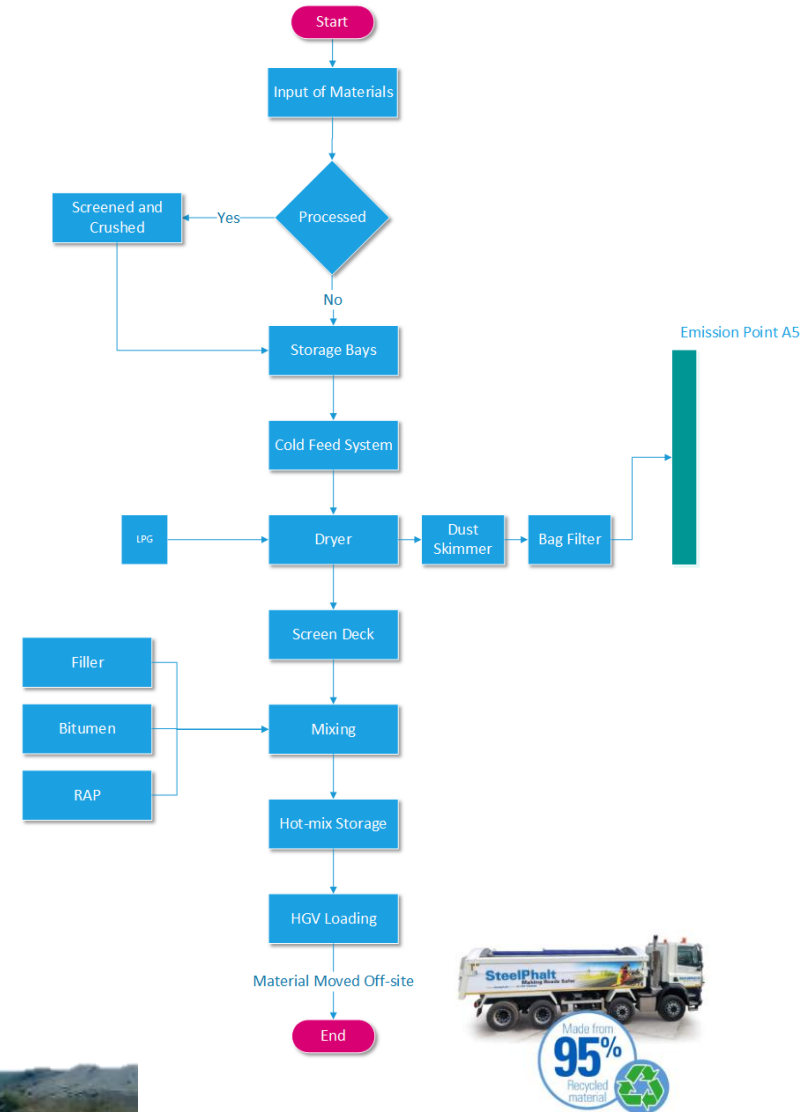 Start
Input of Materials
Processed
Yes
Screened and
Crushed
No
Storage Bays
Emission Point A5
Cold Feed System
LPG
Dryer
Dust
Skimmer
Bag Filter
Screen Deck
Filler
Bitumen
Mixing
RAP
Hot-mix Storage
HGV Loading
Material Moved Off-site
End
SteelPhalt
Making Roads Safer
Made from
95%
Recycled
material